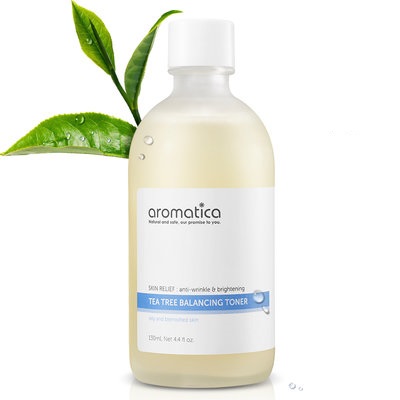 aromatica
Natural and safe, our promise to you.
SKIN RELIEF : anti-wrinkle & brightening
TEA TREE BALANCING TONER
oily and blemished skin
130ml, Net 4.4 fl oz.